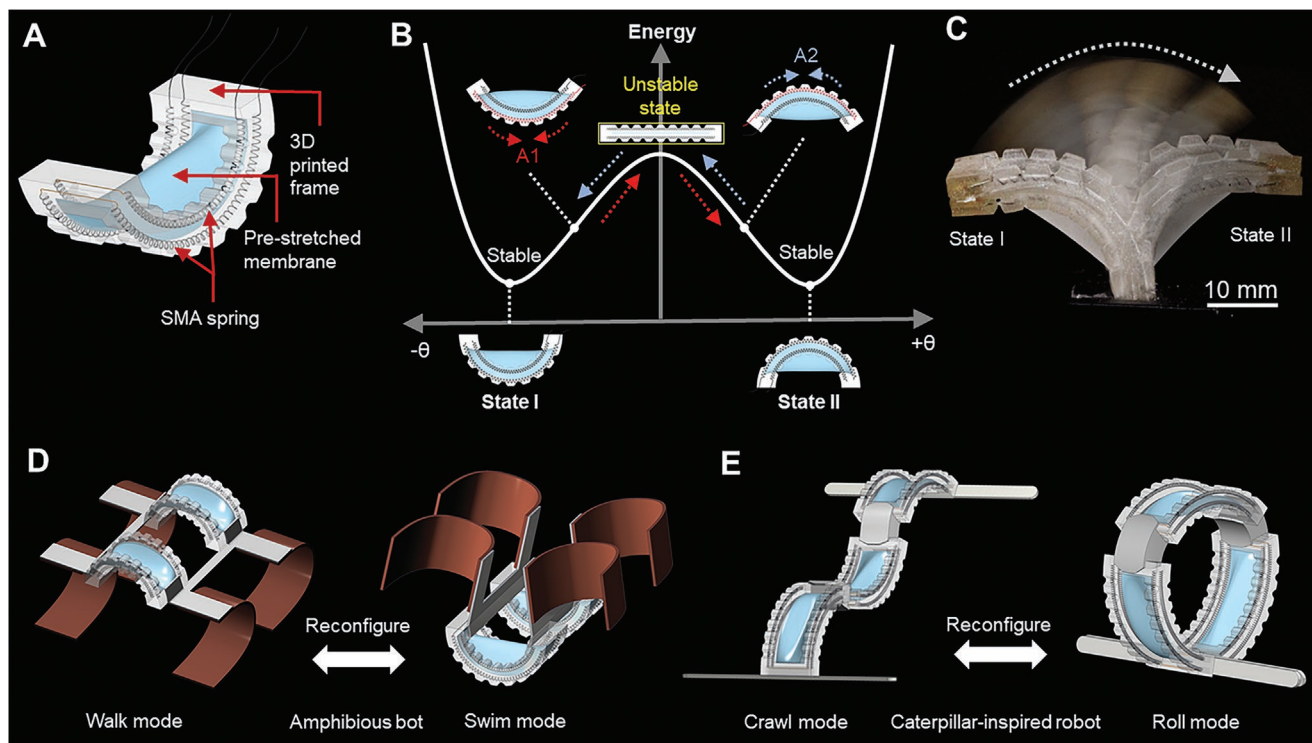 A
3D
printed
frame
Pre-stretched
membrane
SMA spring
B
Energy
Unstable
state
A1
A2
Stable
Stable
-θ
+θ
State I
State II
C
State I
State II
10 mm
D
Reconfigure
Walk mode
Amphibious bot
Swim mode
E
Reconfigure
Crawl mode
Caterpillar-inspired robot
Roll mode